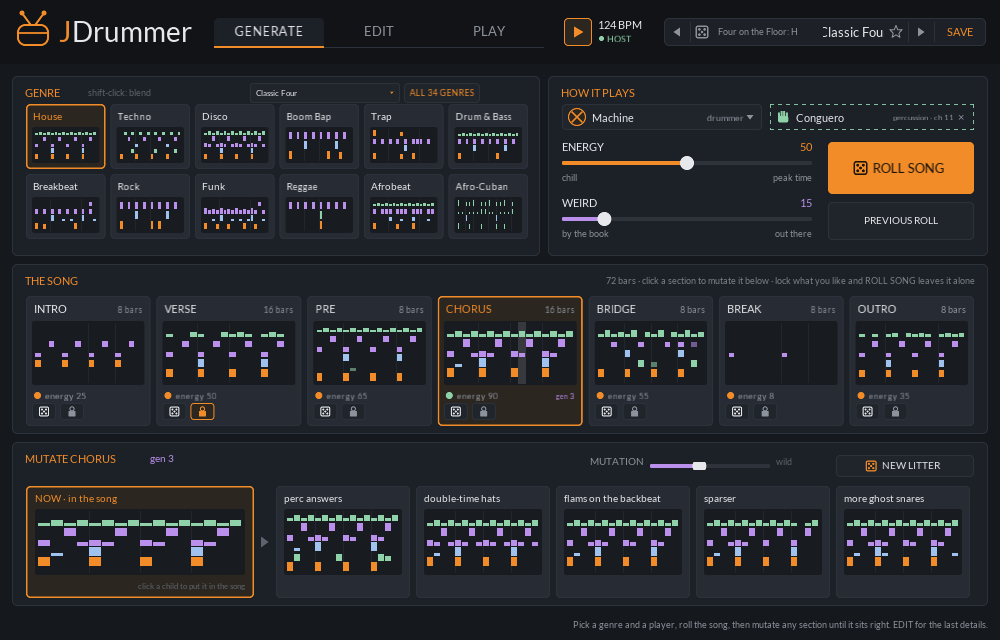 JDrummer
GENERATE
EDIT
PLAY
124 BPM
HOST
Four on the Floor: H
Classic Fou
SAVE
GENRE
shift-click: blend
Classic Four
ALL 34 GENRES
House
Techno
Disco
Boom Bap
Trap
Drum & Bass
Breakbeat
Rock
Funk
Reggae
Afrobeat
Afro-Cuban
HOW IT PLAYS
Machine
drummer
Conguero
percussion · ch 11 ×
ENERGY
50
chill
peak time
WEIRD
15
by the book
out there
ROLL SONG
PREVIOUS ROLL
THE SONG
72 bars · click a section to mutate it below · lock what you like and ROLL SONG leaves it alone
INTRO
8 bars
VERSE
16 bars
PRE
8 bars
CHORUS
16 bars
BRIDGE
8 bars
BREAK
8 bars
OUTRO
8 bars
energy 25
energy 50
energy 65
energy 90
energy 55
energy 8
energy 35
gen 3
MUTATE CHORUS
gen 3
MUTATION
wild
NEW LITTER
NOW · in the song
perc answers
double-time hats
flams on the backbeat
sparser
more ghost snares
click a child to put it in the song
Pick a genre and a player, roll the song, then mutate any section until it sits right. EDIT for the last details.